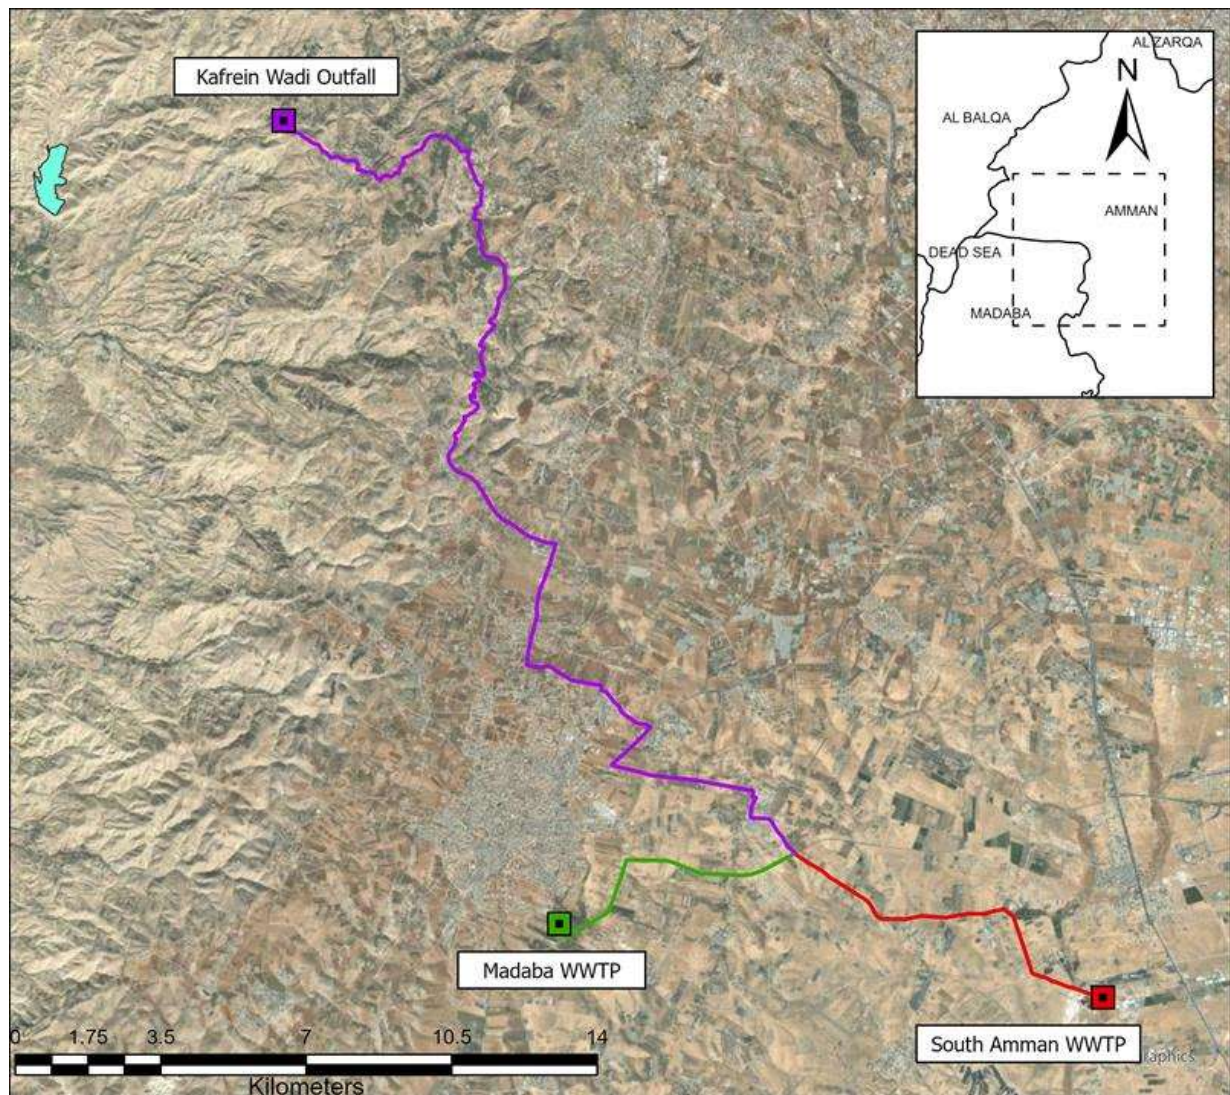 Kafrein Wadi Outfall
AL ZARQA
N
AL BALQA
AMMAN
DEAD SEA
MADABA
Madaba WWTP
South Amman WWTP
0 1.75 3.5 7 10.5 14
Kilometers
raphics